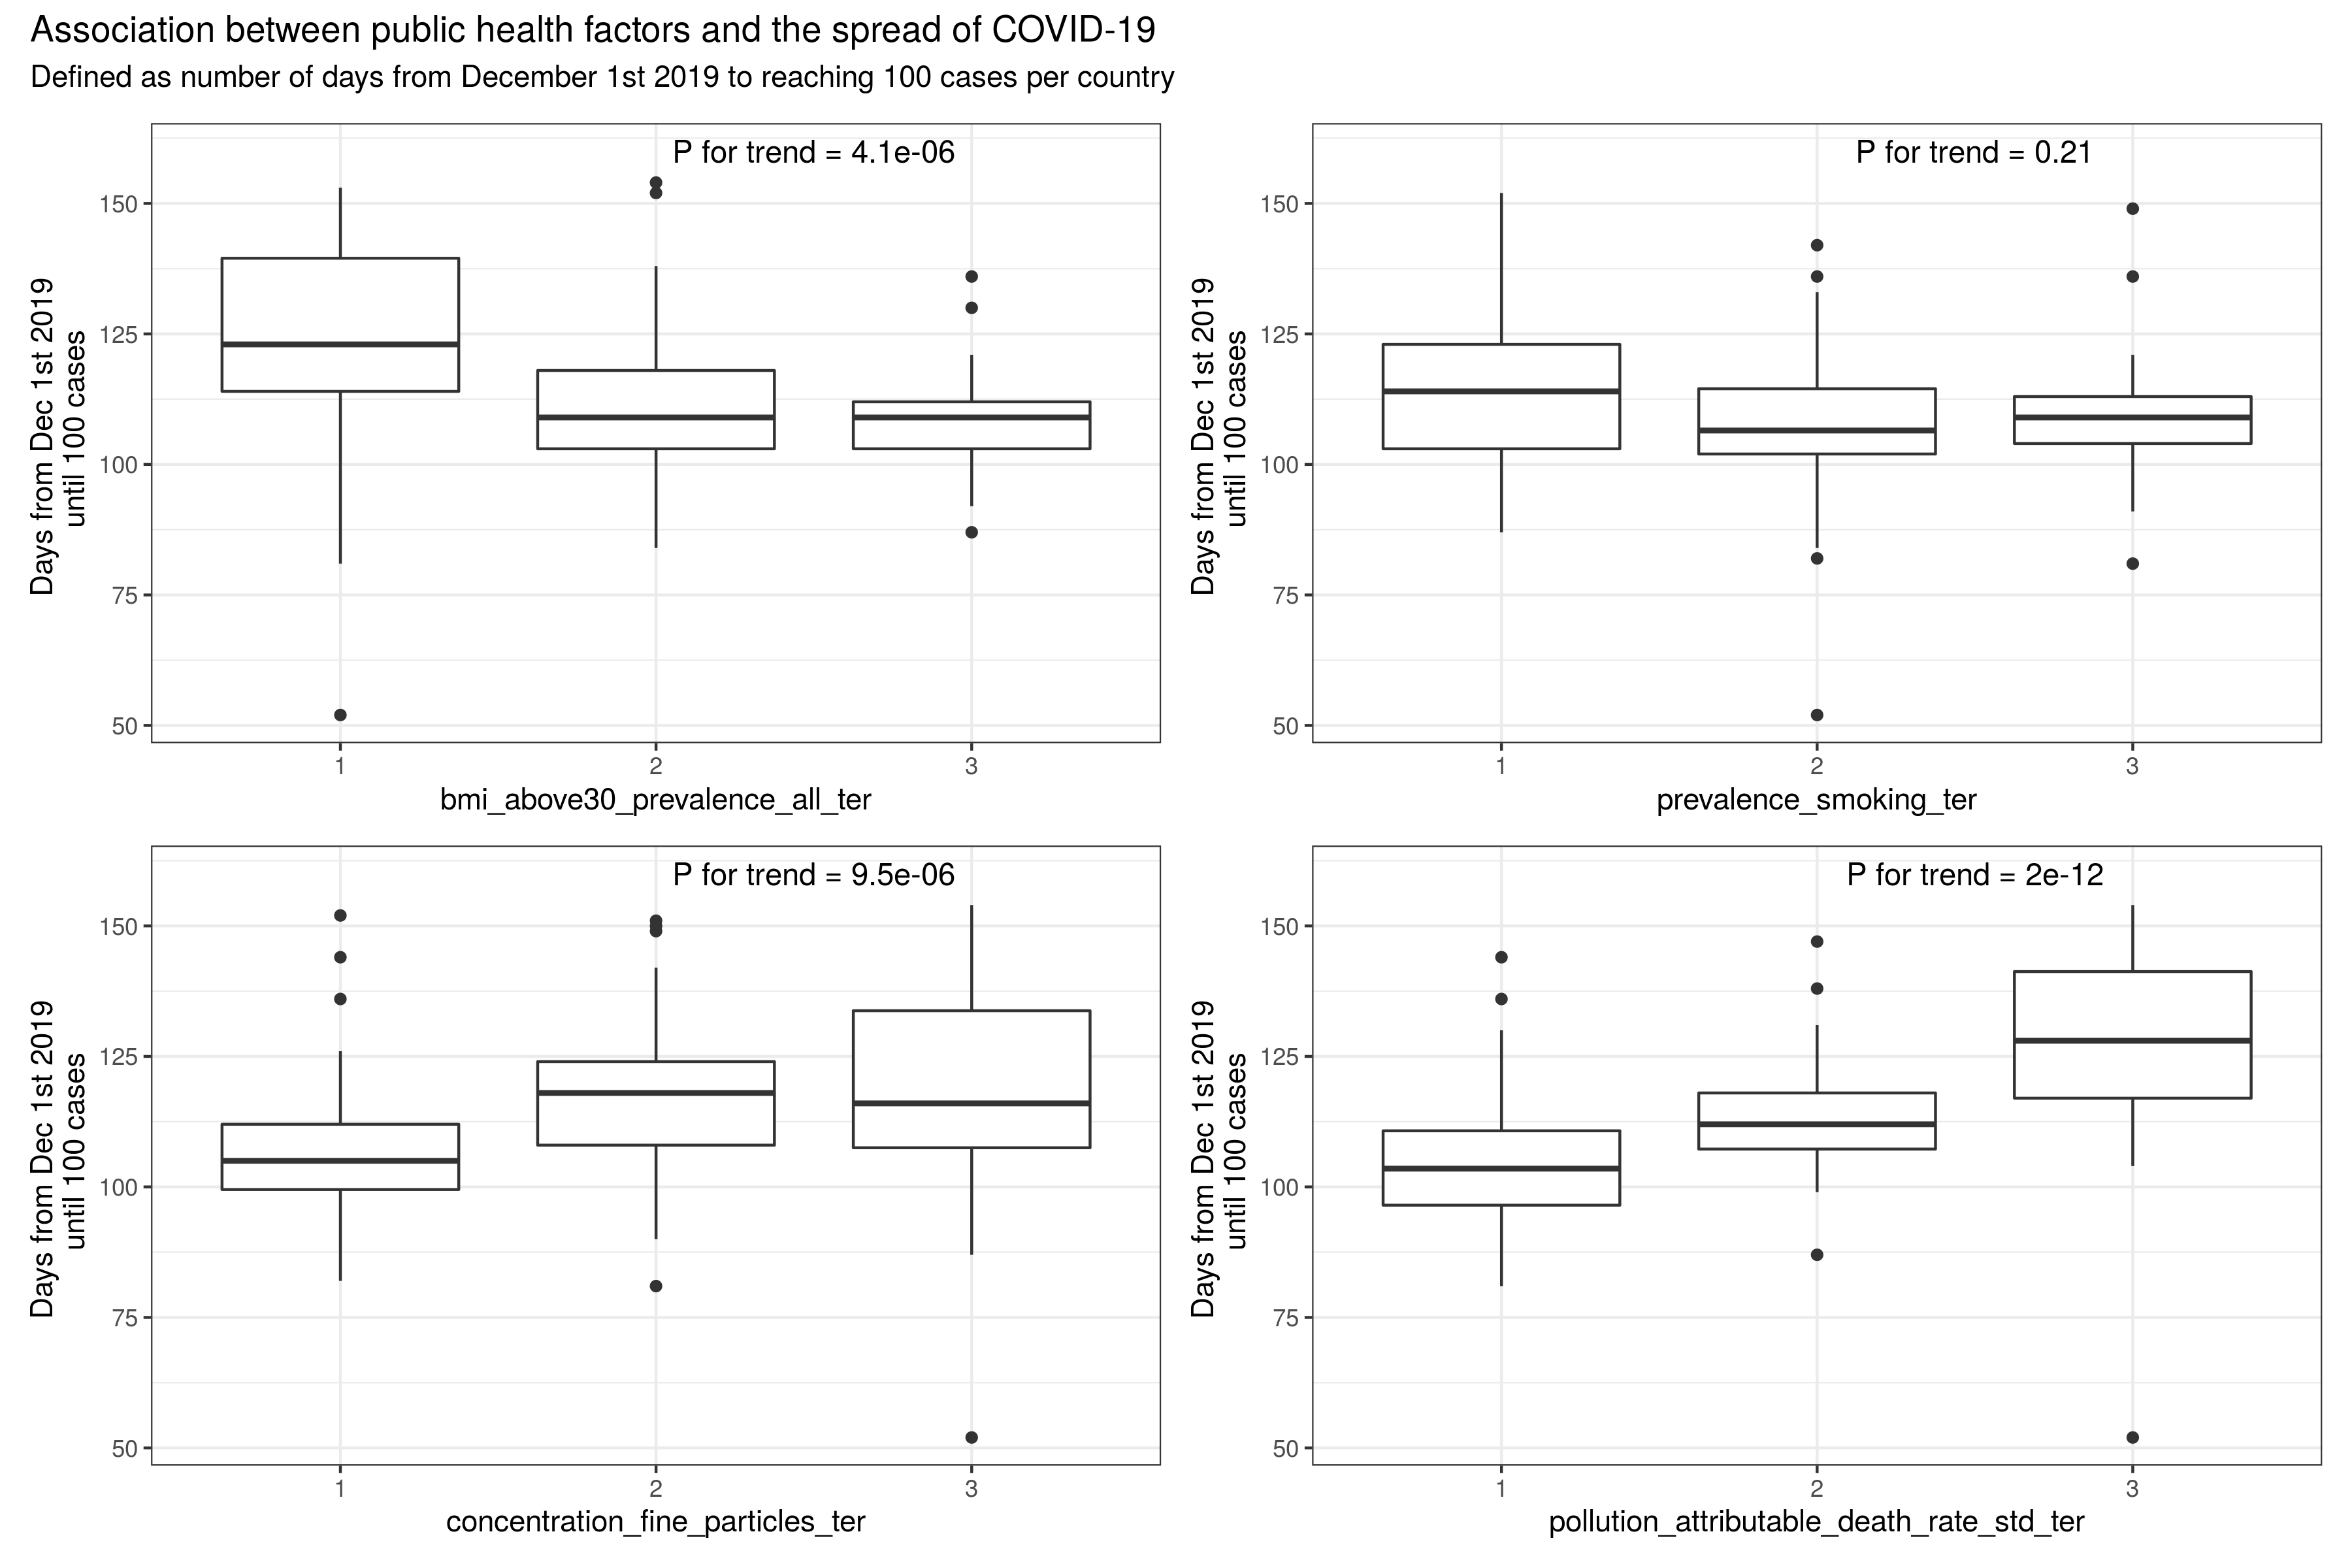 Association between public health factors and the spread of COVID-19
Defined as number of days from December 1st 2019 to reaching 100 cases per country
P for trend = 4.1e-06
Days from Dec 1st 2019
until 100 cases
150
125
100
75
50
1 2 3
bmi_above30_prevalence_all_ter
P for trend = 0.21
Days from Dec 1st 2019
until 100 cases
150
125
100
75
50
1 2 3
prevalence_smoking_ter
P for trend = 9.5e-06
Days from Dec 1st 2019
until 100 cases
150
125
100
75
50
1 2 3
concentration_fine_particles_ter
P for trend = 2e-12
Days from Dec 1st 2019
until 100 cases
150
125
100
75
50
1 2 3
pollution_attributable_death_rate_std_ter